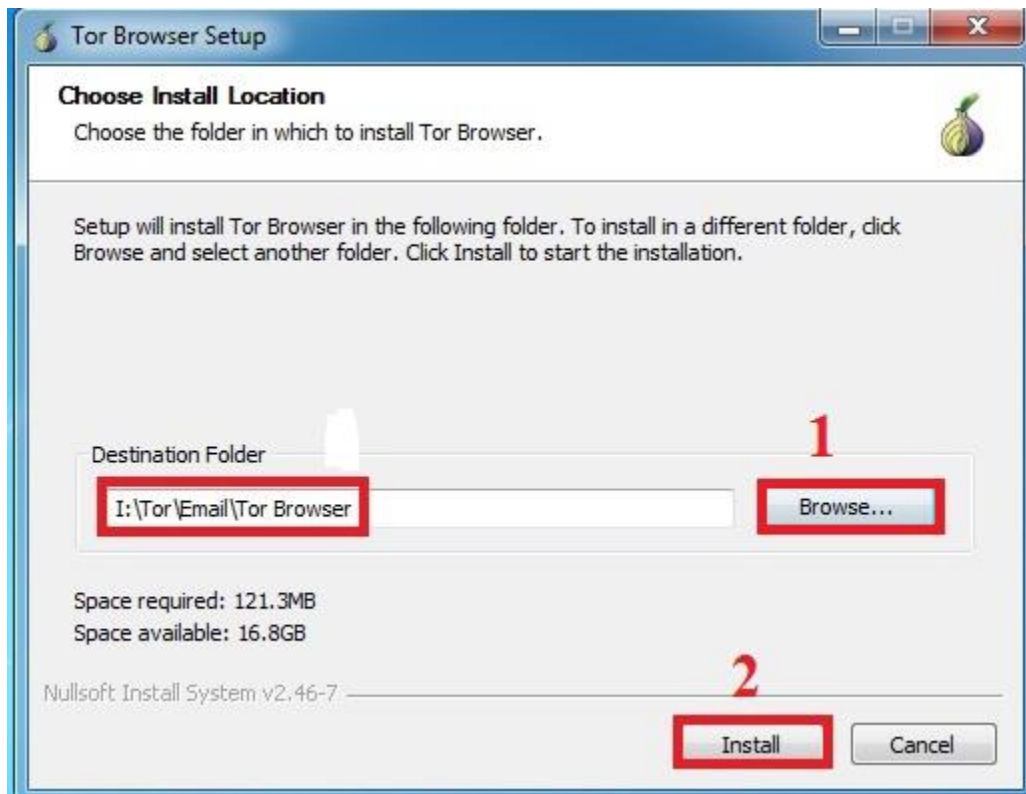 Tor Browser Setup
Choose Install Location
Choose the folder in which to install Tor Browser.
Setup will install Tor Browser in the following folder. To install in a different folder, click
Browse and select another folder. Click Install to start the installation.
1
Destination Folder
I:\Tor\Email\Tor Browser
Browse...
Space required: 121.3MB
Space available: 16.8GB
2
Nullsoft Install System v2.46-7
Install
Cancel